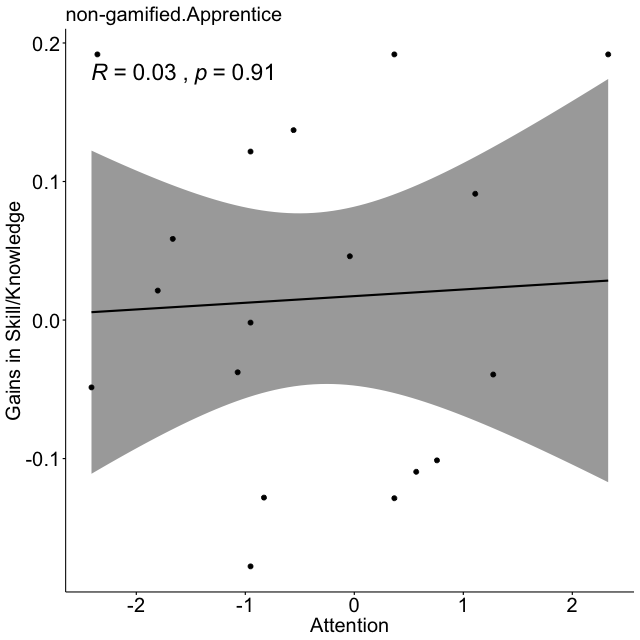 non-gamified.Apprentice
R = 0.03 , p = 0.91
Gains in Skill/Knowledge
0.2
0.1
0.0
-0.1
-2 -1 0 1 2
Attention